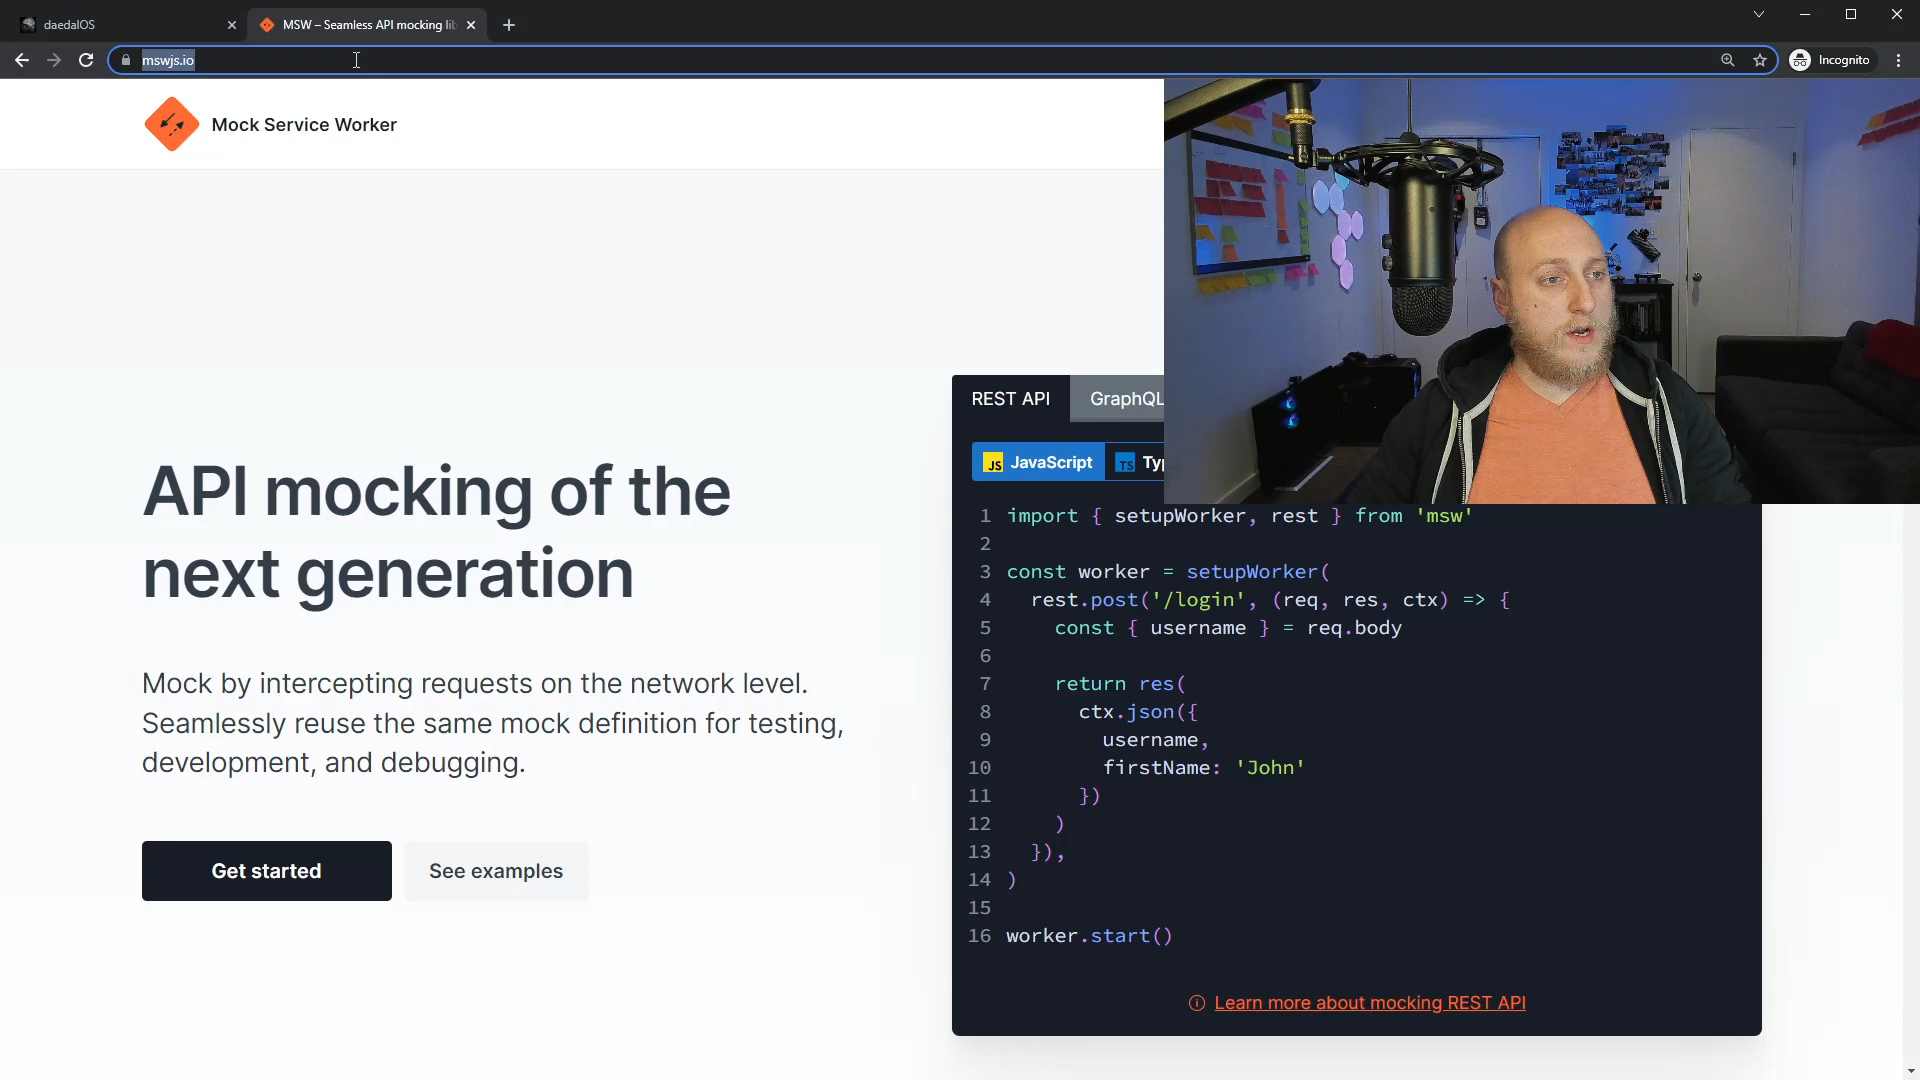 daedalOS
MSW – Seamless API mocking lib
mswjs.io
Incognito
Mock Service Worker
API mocking of the
next generation
Mock by intercepting requests on the network level.
Seamlessly reuse the same mock definition for testing,
development, and debugging.
Get started
See examples
REST API
GraphQL
JS JavaScript
TS Typ
1 import { setupWorker, rest } from 'msw'
2
3 const worker = setupWorker(
4 rest.post('/login', (req, res, ctx) => {
5 const { username } = req.body
6
7 return res(
8 ctx.json({
9 username,
10 firstName: 'John'
11 })
12 )
13 }),
14 )
15
16 worker.start()
Learn more about mocking REST API